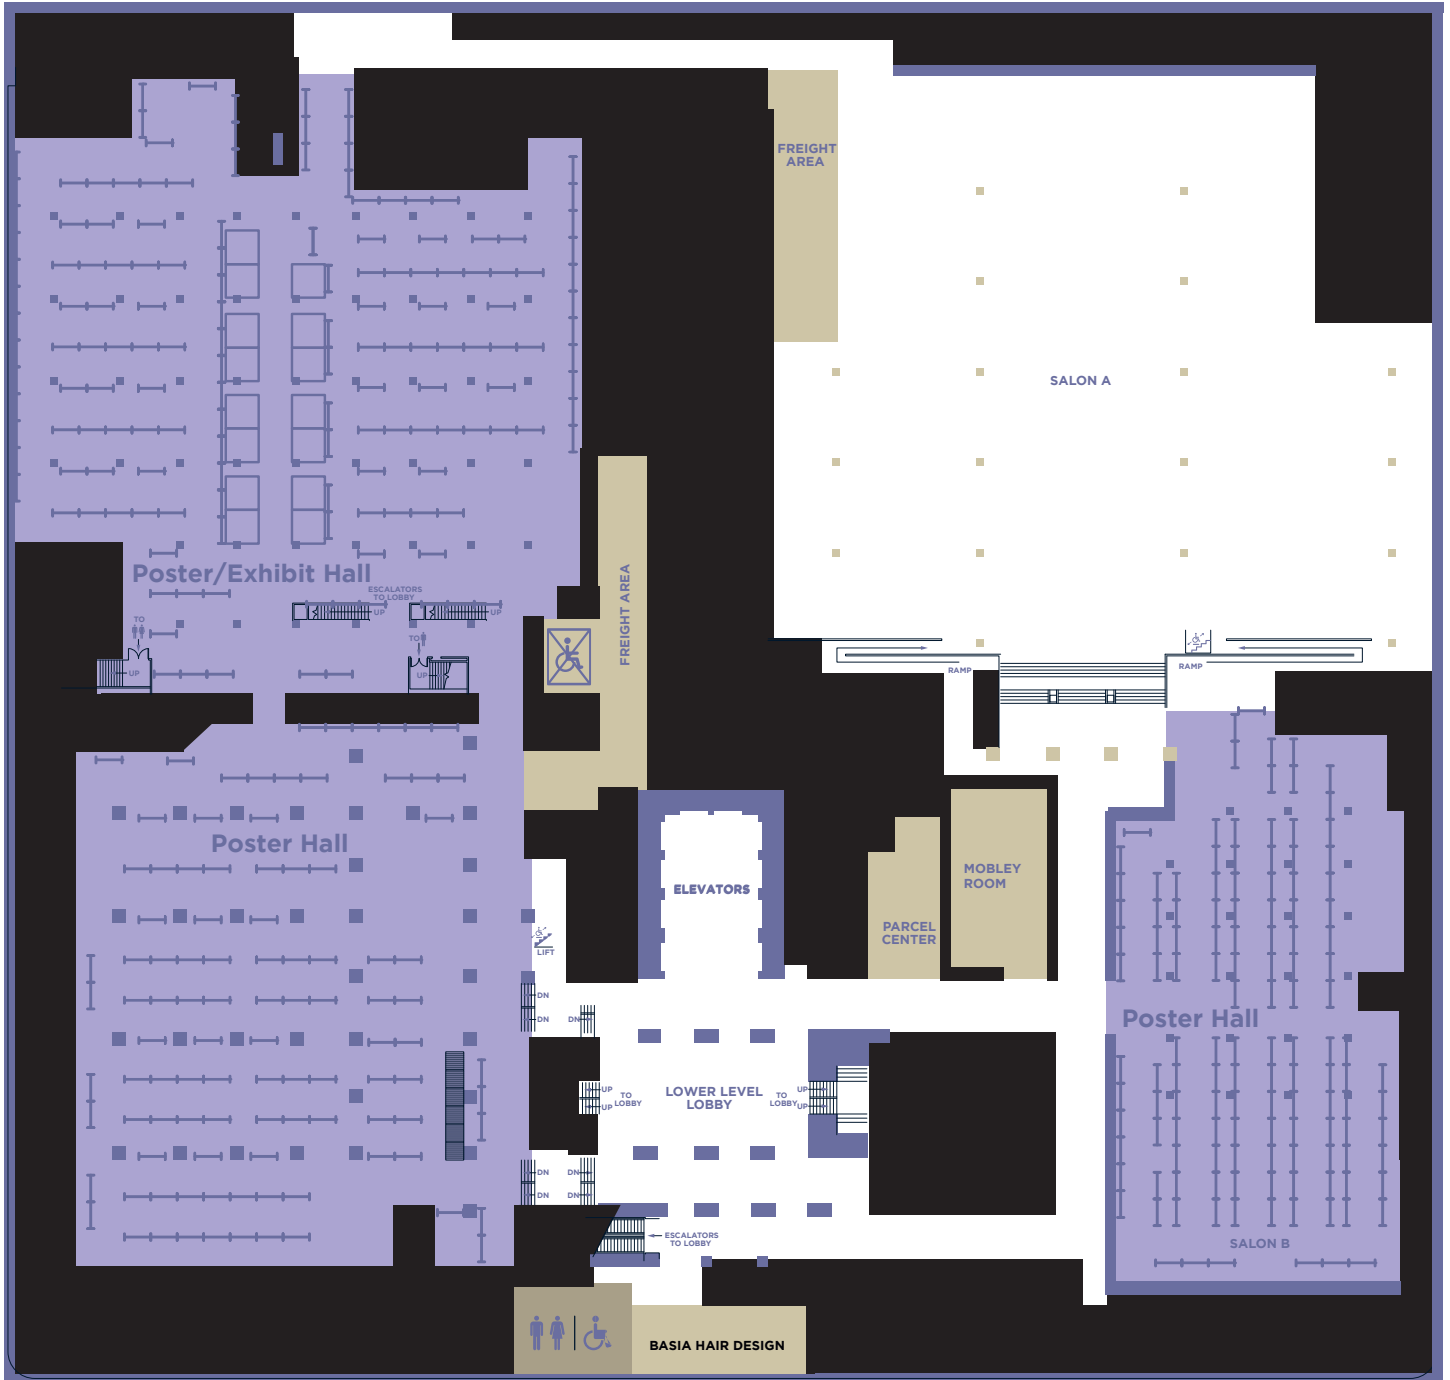 FREIGHT
AREA
SALON A
Poster/Exhibit Hall
ESCALATORS
TO LOBBY
UP
UP
TO
TO
UP
UP
FREIGHT AREA
RAMP
RAMP
Poster Hall
ELEVATORS
MOBLEY
ROOM
PARCEL
CENTER
LIFT
DN
DN
DN
Poster Hall
UP
UP
TO
LOBBY
LOWER LEVEL
LOBBY
TO
LOBBY
UP
UP
DN
DN
DN
DN
ESCALATORS
TO LOBBY
SALON B
BASIA HAIR DESIGN